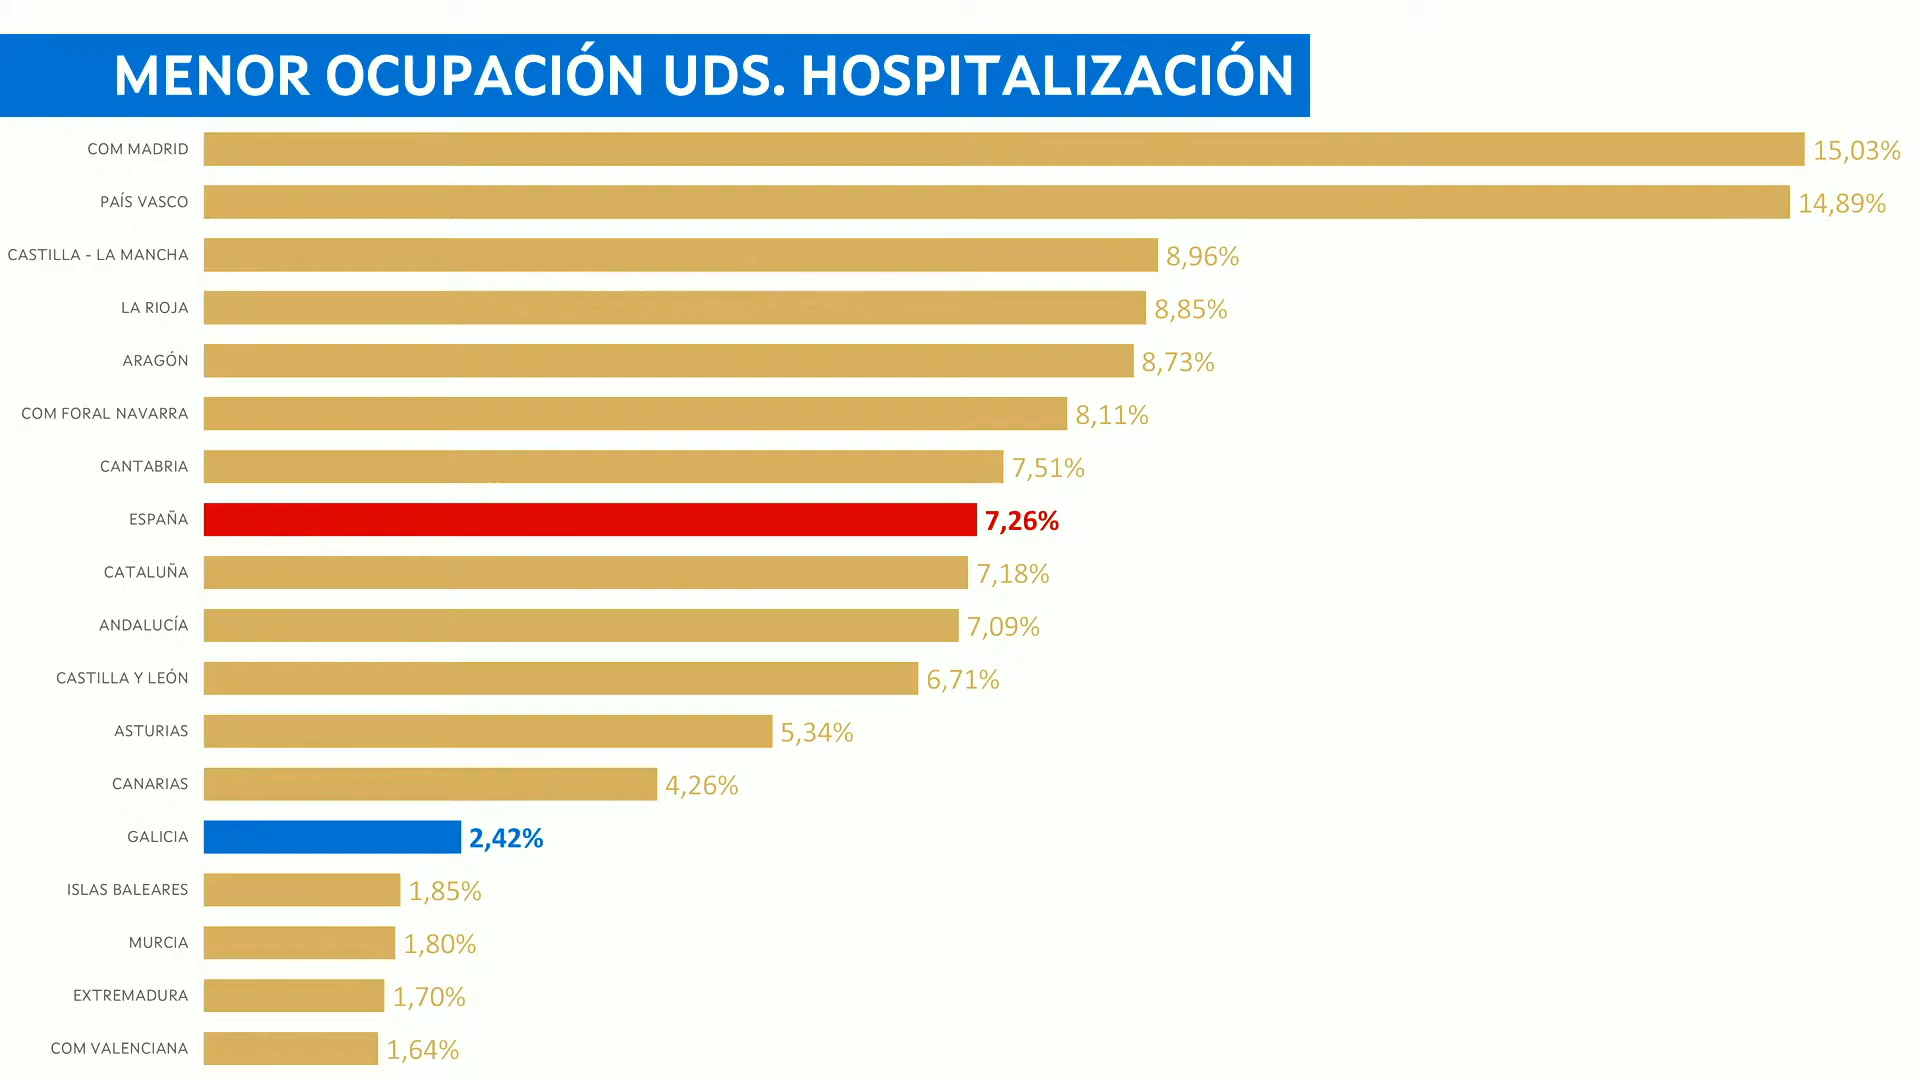 MENOR OCUPACIÓN UDS. HOSPITALIZACIÓN
COM MADRID 15,03%
PAÍS VASCO 14,89%
CASTILLA - LA MANCHA 8,96%
LA RIOJA 8,85%
ARAGÓN 8,73%
COM FORAL NAVARRA 8,11%
CANTABRIA 7,51%
ESPAÑA 7,26%
CATALUÑA 7,18%
ANDALUCÍA 7,09%
CASTILLA Y LEÓN 6,71%
ASTURIAS 5,34%
CANARIAS 4,26%
GALICIA 2,42%
ISLAS BALEARES 1,85%
MURCIA 1,80%
EXTREMADURA 1,70%
COM VALENCIANA 1,64%